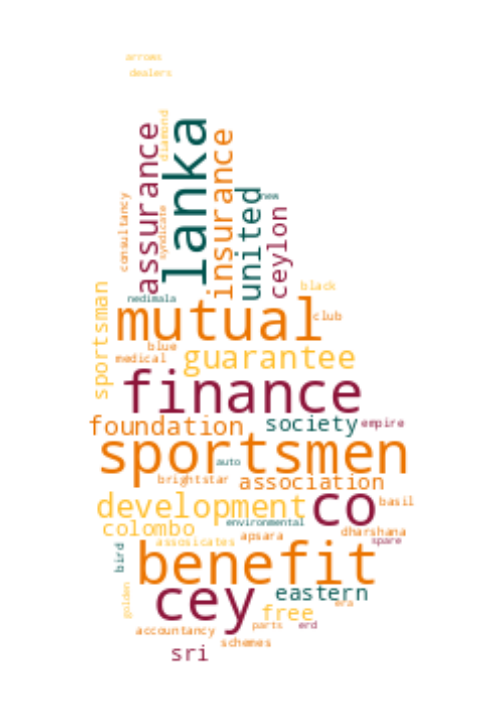 arrows
dealers
diamond
assurance
lanka
insurance
united
new
consultancy
syndicate
ceylon
nedimala
black
sportsman
mutual
club
blue
medical
guarantee
finance
foundation
society
empire
sportsmen
auto
brightstar
association
development
co
basil
colombo
environmental
apsara
dharshana
assosicates
spare
bird
benefit
golden
cey
eastern
free
era
accountancy
parts
erd
schemes
sri